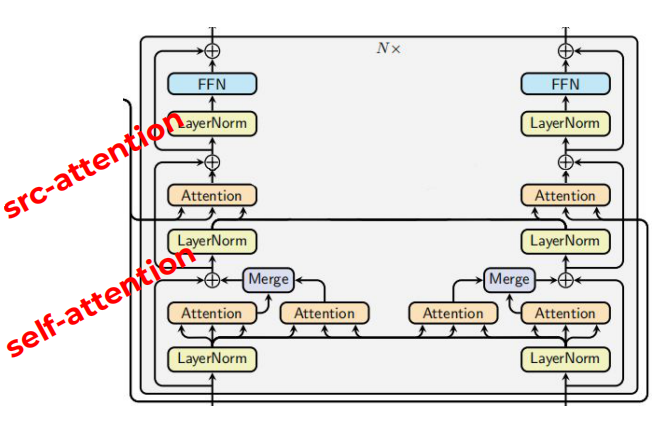 N×
FFN FFN
LayerNorm LayerNorm
src-attention
Attention Attention
LayerNorm LayerNorm
self-attention
Merge Merge
Attention Attention Attention Attention
LayerNorm LayerNorm